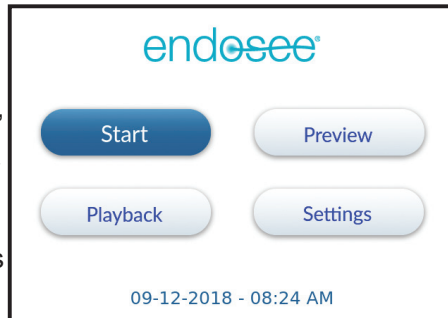 endosee®
Start
Preview
Playback
Settings
09-12-2018 - 08:24 AM